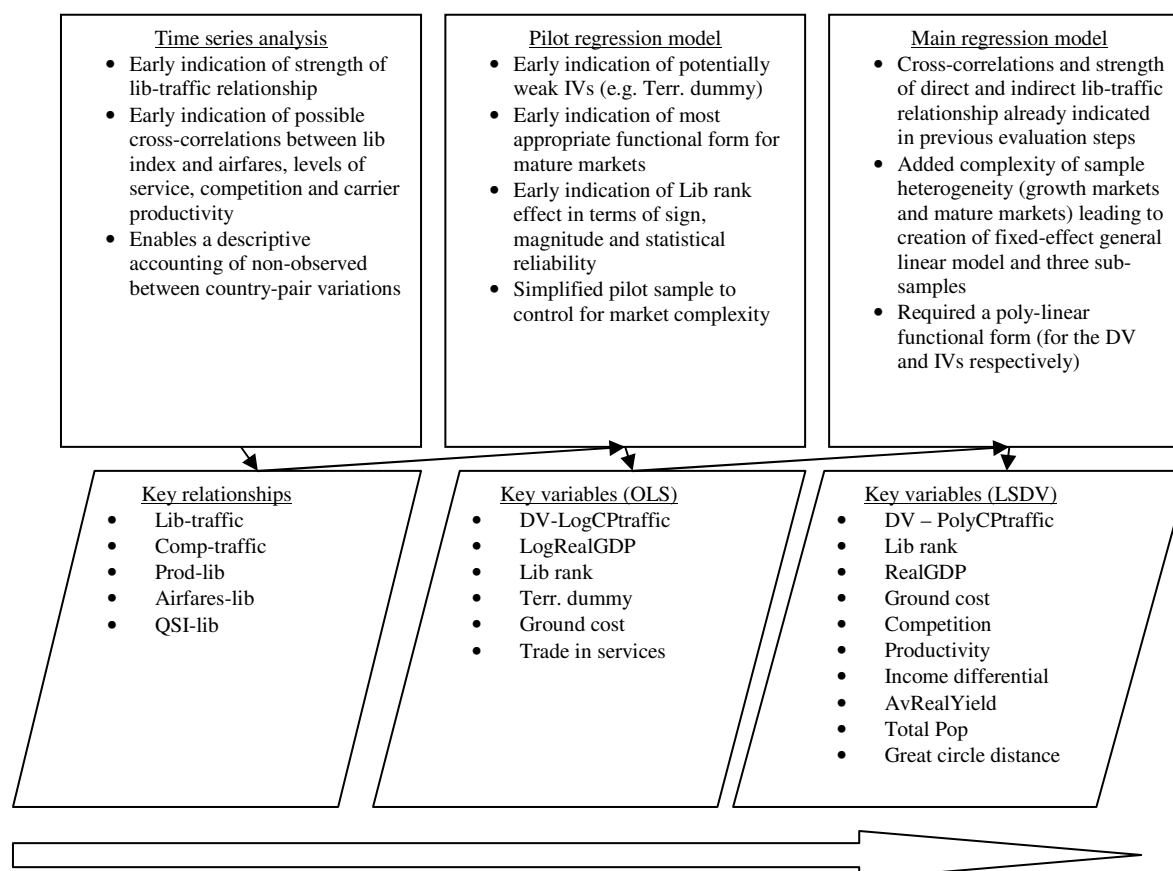 Time series analysis
• Early indication of strength of
lib-traffic relationship
• Early indication of possible
cross-correlations between lib
index and airfares, levels of
service, competition and carrier
productivity
• Enables a descriptive
accounting of non-observed
between country-pair variations
Pilot regression model
• Early indication of potentially
weak IVs (e.g. Terr. dummy)
• Early indication of most
appropriate functional form for
mature markets
• Early indication of Lib rank
effect in terms of sign,
magnitude and statistical
reliability
• Simplified pilot sample to
control for market complexity
Main regression model
• Cross-correlations and strength
of direct and indirect lib-traffic
relationship already indicated
in previous evaluation steps
• Added complexity of sample
heterogeneity (growth markets
and mature markets) leading to
creation of fixed-effect general
linear model and three sub-
samples
• Required a poly-linear
functional form (for the DV
and IVs respectively)
Key relationships
• Lib-traffic
• Comp-traffic
• Prod-lib
• Airfares-lib
• QSI-lib
Key variables (OLS)
• DV-LogCPtraffic
• LogRealGDP
• Lib rank
• Terr. dummy
• Ground cost
• Trade in services
Key variables (LSDV)
• DV – PolyCPtraffic
• Lib rank
• RealGDP
• Ground cost
• Competition
• Productivity
• Income differential
• AvRealYield
• Total Pop
• Great circle distance